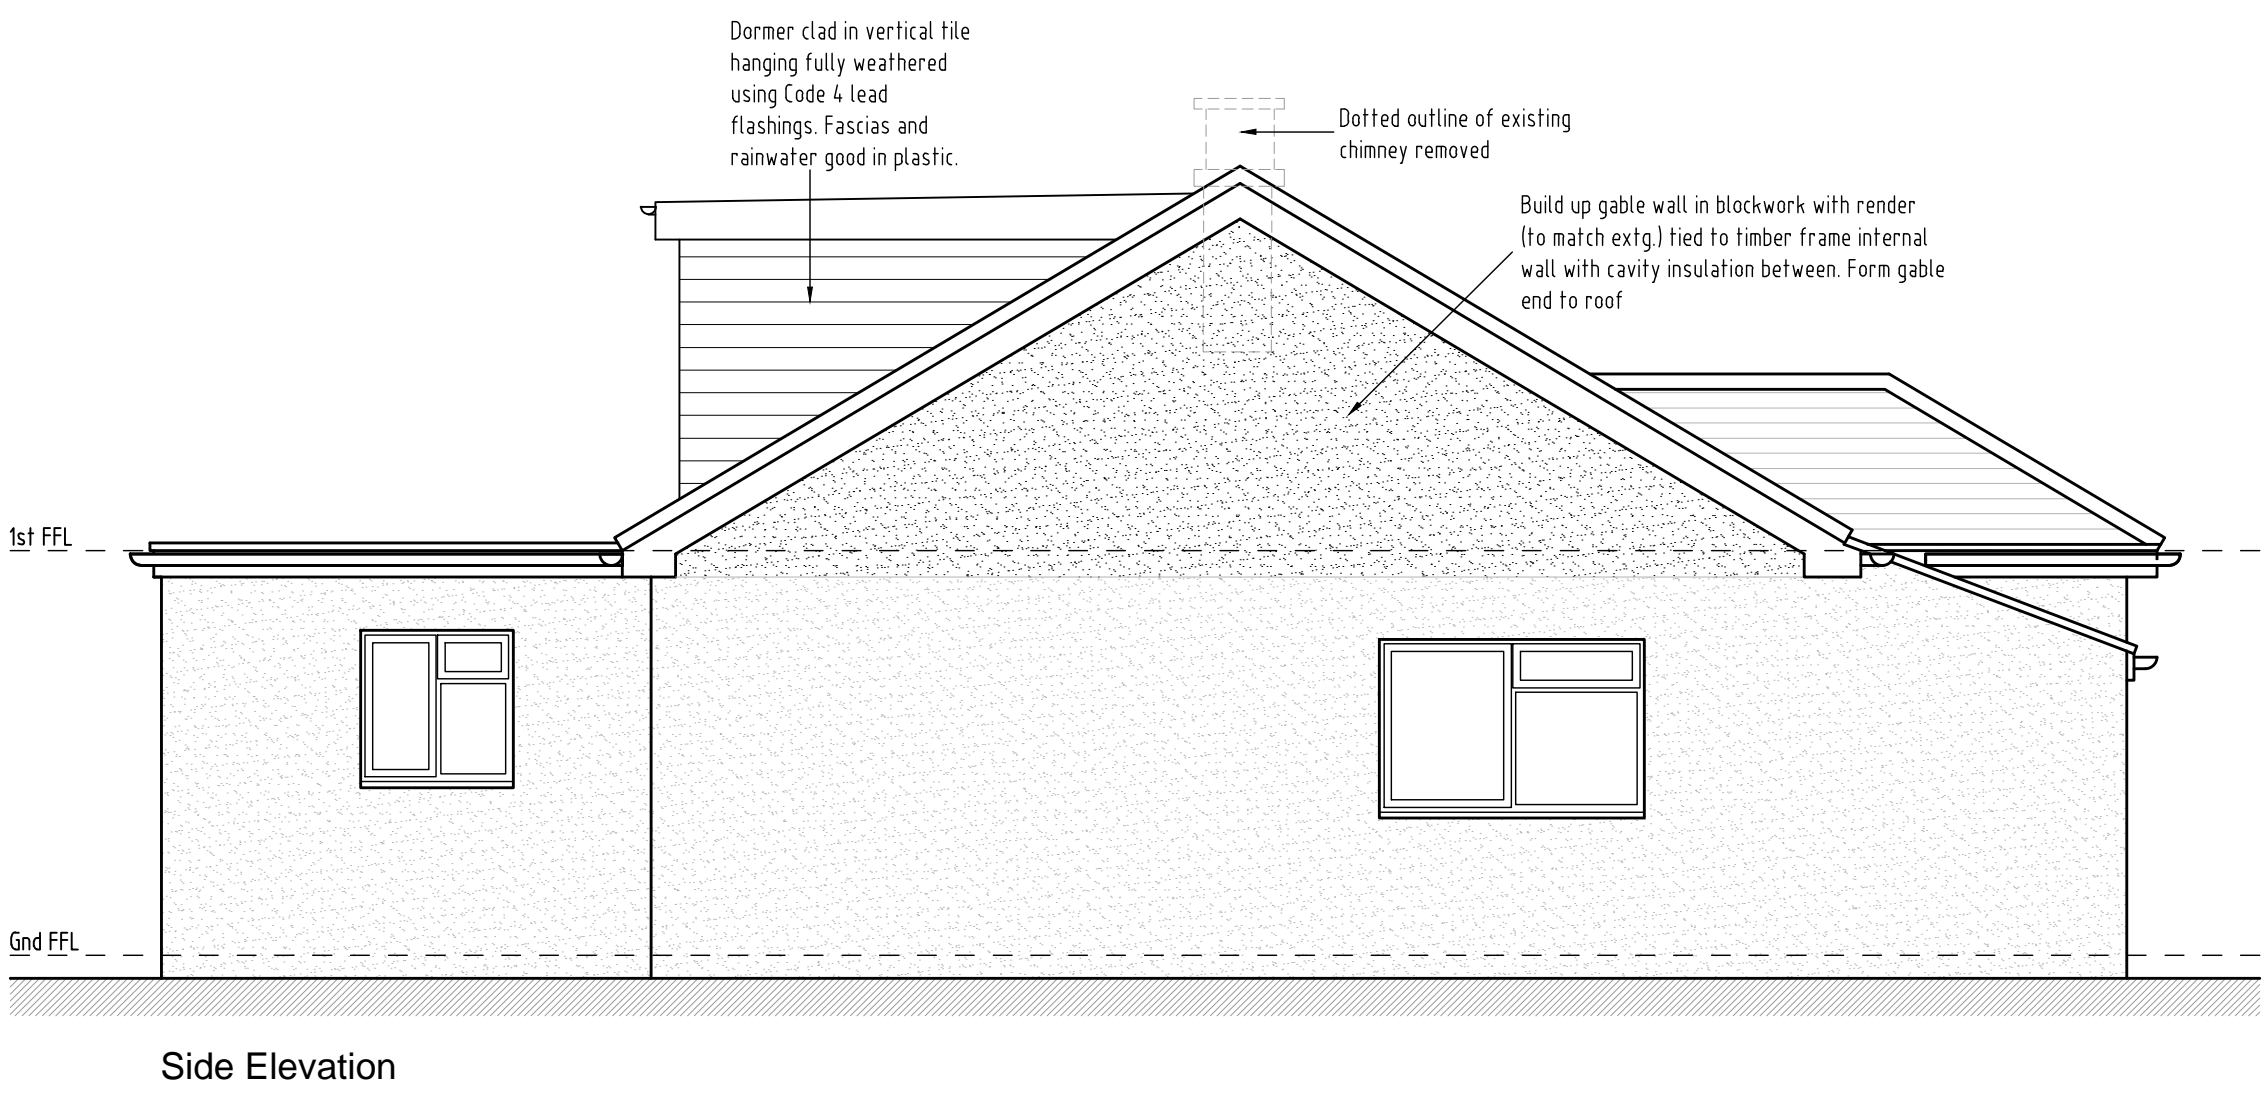 Dormer clad in vertical tile
hanging fully weathered
using Code 4 lead
flashings. Fascias and
rainwater good in plastic.
Dotted outline of existing
chimney removed
Build up gable wall in blockwork with render
(to match extg.) tied to timber frame internal
wall with cavity insulation between. Form gable
end to roof
1st FFL
Gnd FFL
Side Elevation